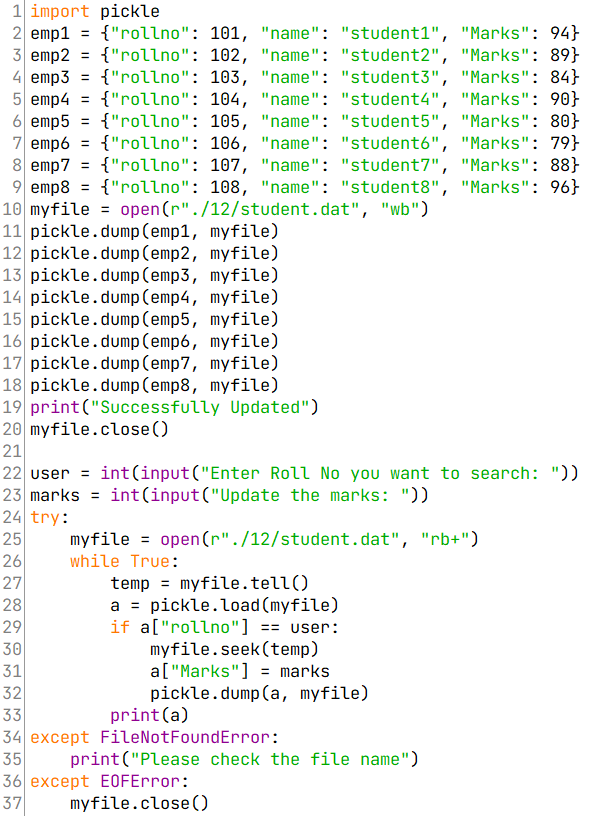 1 import pickle
2 emp1 = {"rollno": 101, "name": "student1", "Marks": 94}
3 emp2 = {"rollno": 102, "name": "student2", "Marks": 89}
4 emp3 = {"rollno": 103, "name": "student3", "Marks": 84}
5 emp4 = {"rollno": 104, "name": "student4", "Marks": 90}
6 emp5 = {"rollno": 105, "name": "student5", "Marks": 80}
7 emp6 = {"rollno": 106, "name": "student6", "Marks": 79}
8 emp7 = {"rollno": 107, "name": "student7", "Marks": 88}
9 emp8 = {"rollno": 108, "name": "student8", "Marks": 96}
10 myfile = open(r"./12/student.dat", "wb")
11 pickle.dump(emp1, myfile)
12 pickle.dump(emp2, myfile)
13 pickle.dump(emp3, myfile)
14 pickle.dump(emp4, myfile)
15 pickle.dump(emp5, myfile)
16 pickle.dump(emp6, myfile)
17 pickle.dump(emp7, myfile)
18 pickle.dump(emp8, myfile)
19 print("Successfully Updated")
20 myfile.close()
21
22 user = int(input("Enter Roll No you want to search: "))
23 marks = int(input("Update the marks: "))
24 try:
25     myfile = open(r"./12/student.dat", "rb+")
26     while True:
27         temp = myfile.tell()
28         a = pickle.load(myfile)
29         if a["rollno"] == user:
30             myfile.seek(temp)
31             a["Marks"] = marks
32             pickle.dump(a, myfile)
33         print(a)
34 except FileNotFoundError:
35     print("Please check the file name")
36 except EOFError:
37     myfile.close()